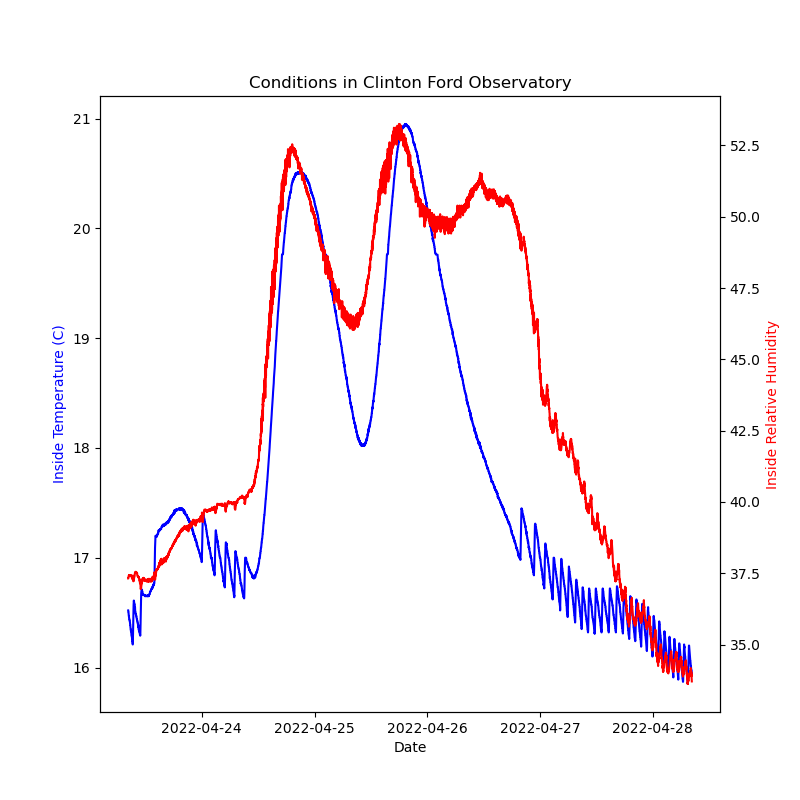 Conditions in Clinton Ford Observatory
21
20
19
18
17
16
Inside Temperature (C)
52.5
50.0
47.5
45.0
42.5
40.0
37.5
35.0
Inside Relative Humidity
2022-04-24 2022-04-25 2022-04-26 2022-04-27 2022-04-28
Date